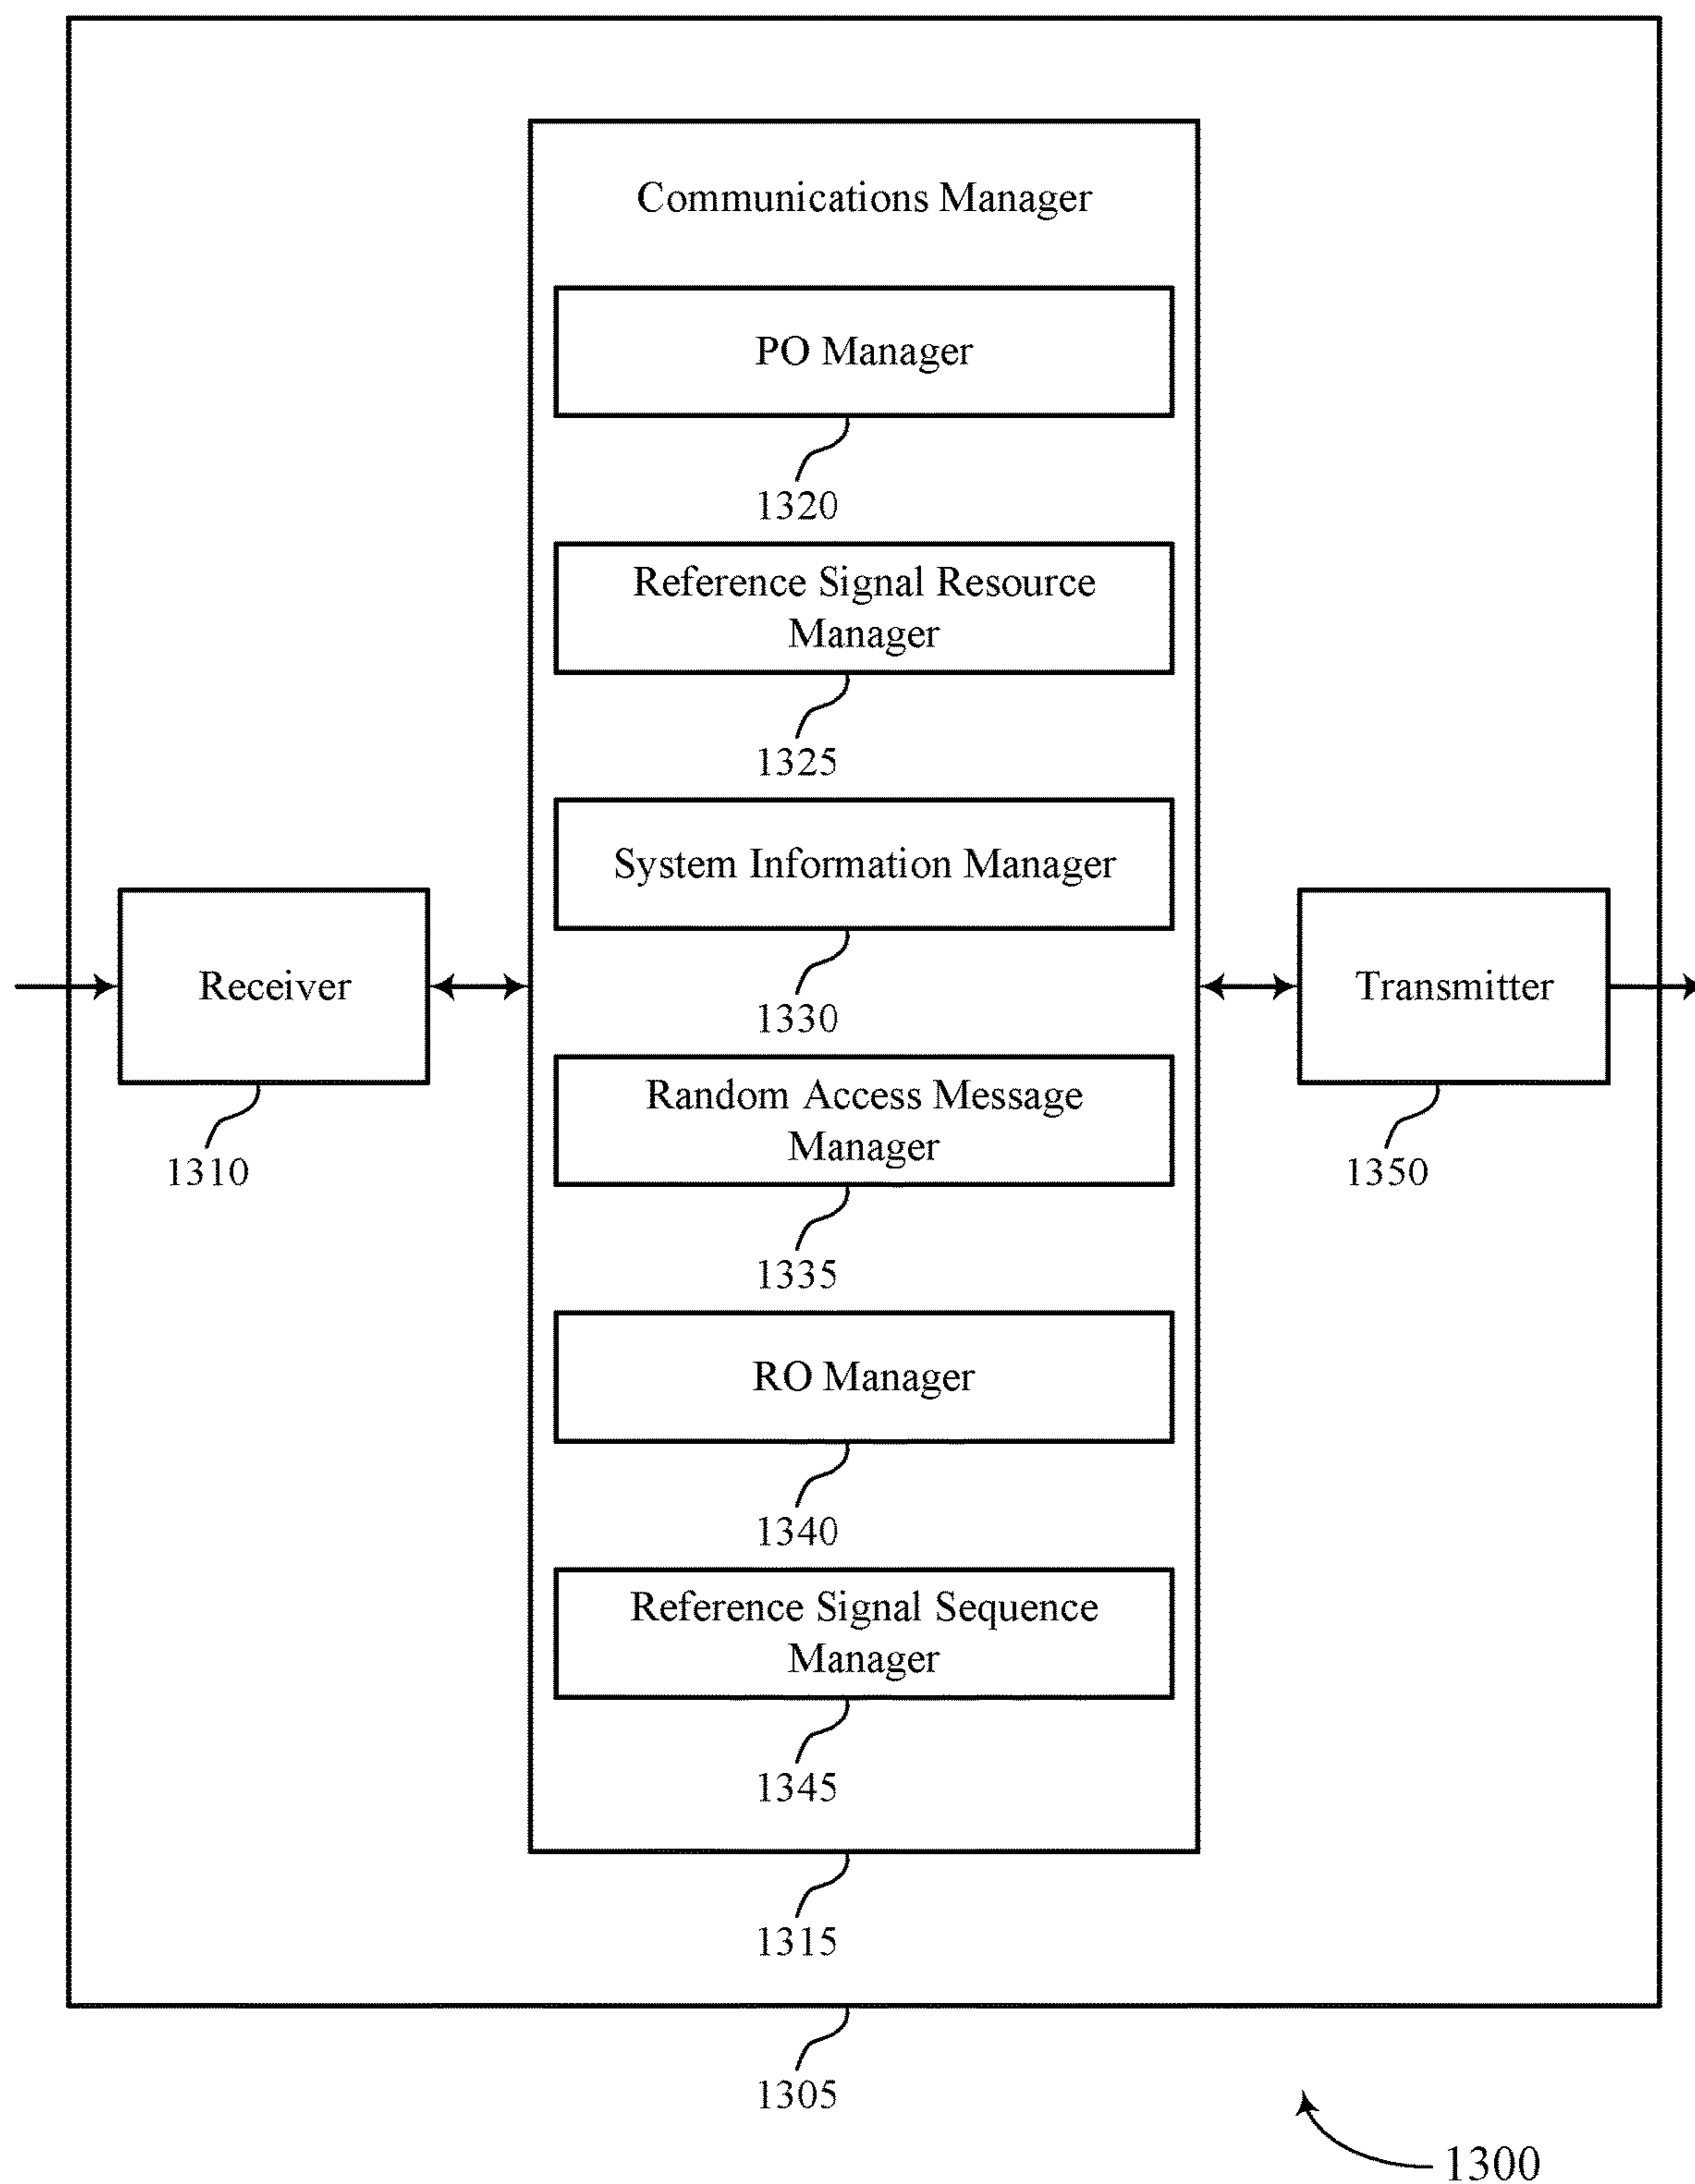 Communications Manager
PO Manager
1320
Reference Signal Resource
Manager
1325
System Information Manager
1330
Receiver
1310
Transmitter
1350
Random Access Message
Manager
1335
RO Manager
1340
Reference Signal Sequence
Manager
1345
1315
1305
1300